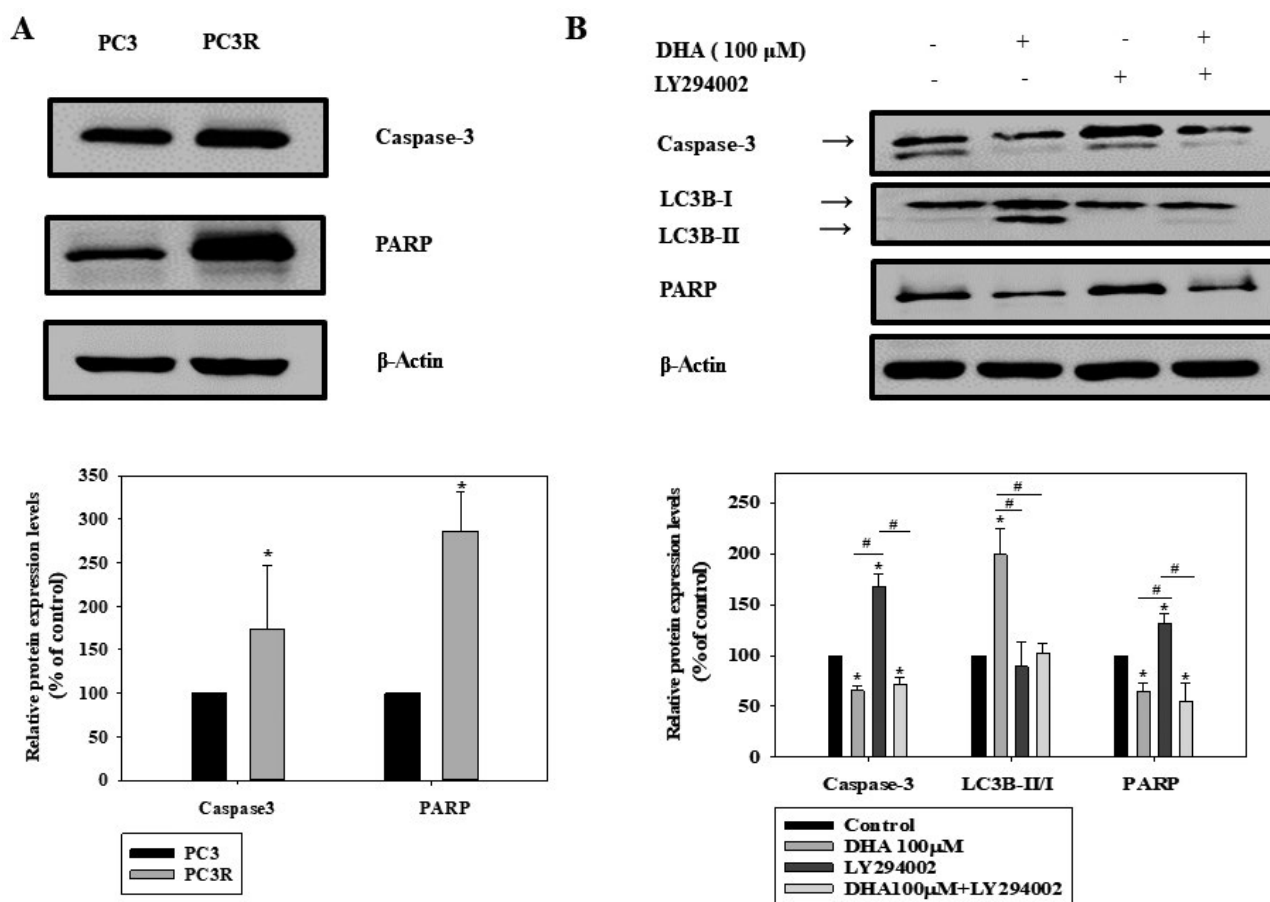 A
PC3 PC3R
Caspase-3
PARP
β-Actin
Relative protein expression levels
(% of control)
350
300
250
200
150
100
50
0
*
*
Caspase3 PARP
PC3
PC3R
B
DHA ( 100 μM) - + - +
LY294002 - - + +
Caspase-3 →
LC3B-I →
LC3B-II →
PARP
β-Actin
Relative protein expression levels
(% of control)
250
200
150
100
50
0
# #
* * *
#
#
*
#
#
* * *
Caspase-3 LC3B-II/I PARP
Control
DHA 100μM
LY294002
DHA100μM+LY294002